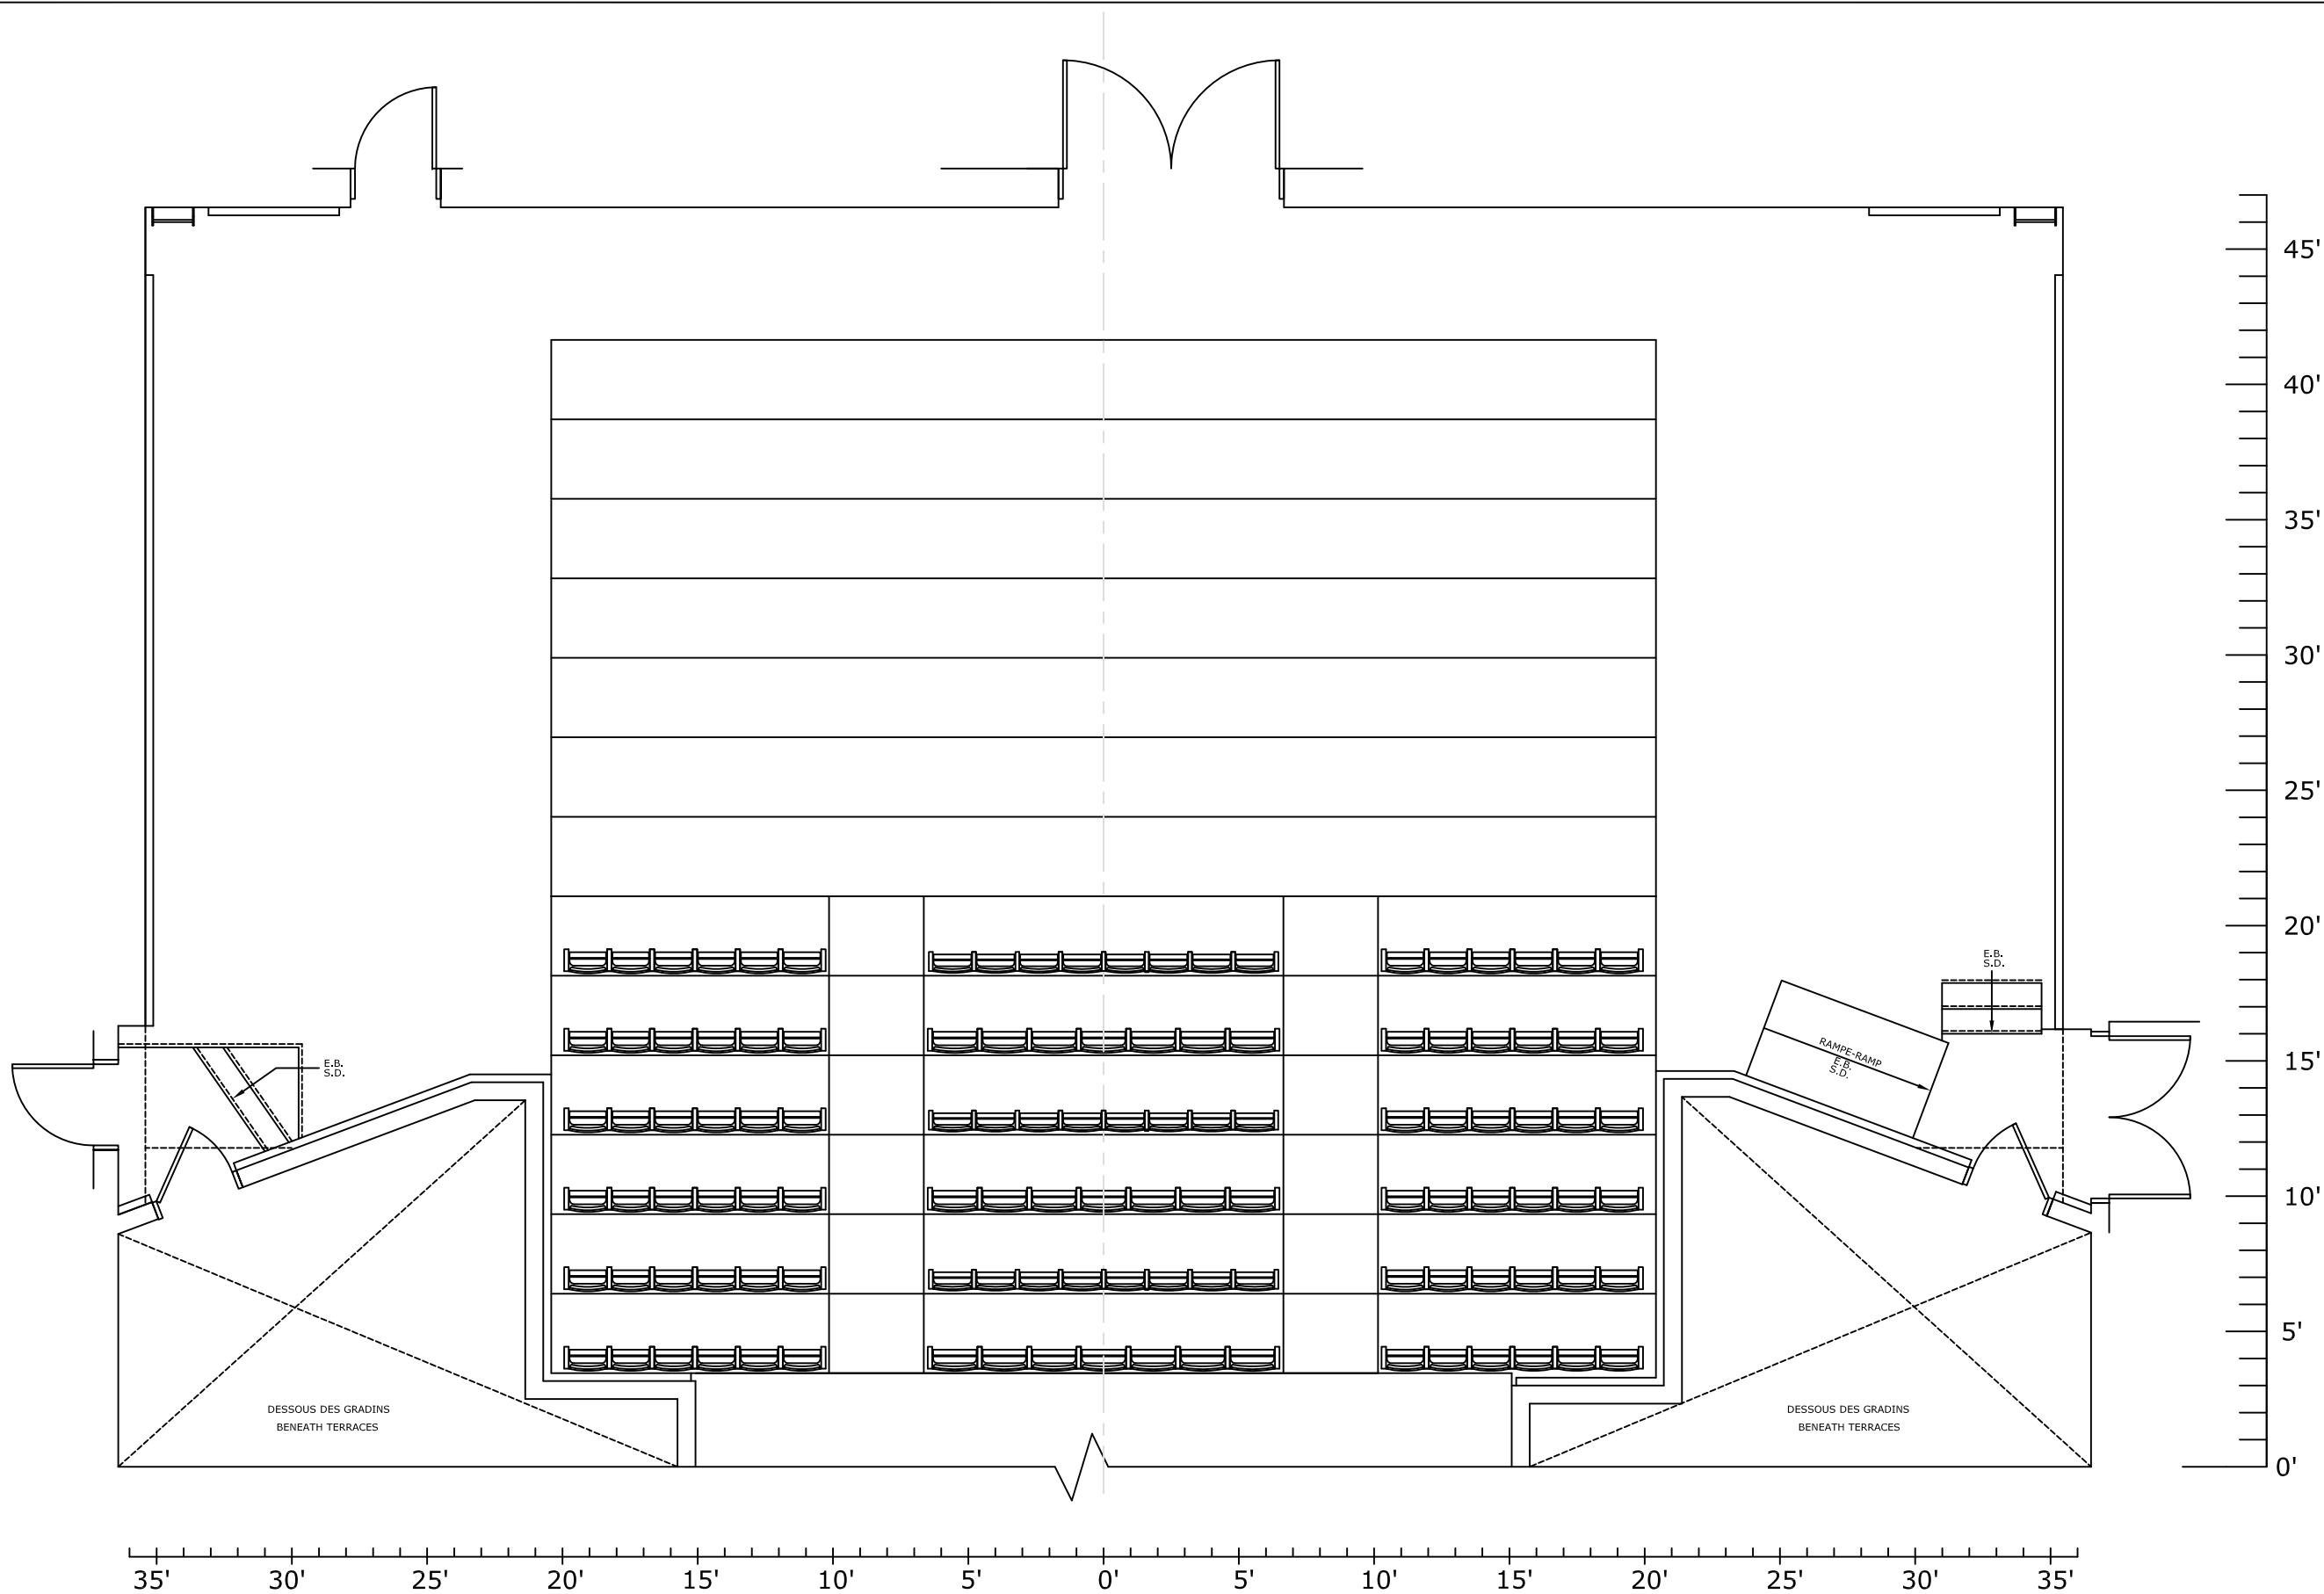 45'
40'
35'
30'
25'
20'
E.B.
S.D.
RAMPE-RAMP
E.B.
S.D.
E.B.
S.D.
15'
10'
5'
DESSOUS DES GRADINS
BENEATH TERRACES
DESSOUS DES GRADINS
BENEATH TERRACES
0'
35' 30' 25' 20' 15' 10' 5' 0' 5' 10' 15' 20' 25' 30' 35'